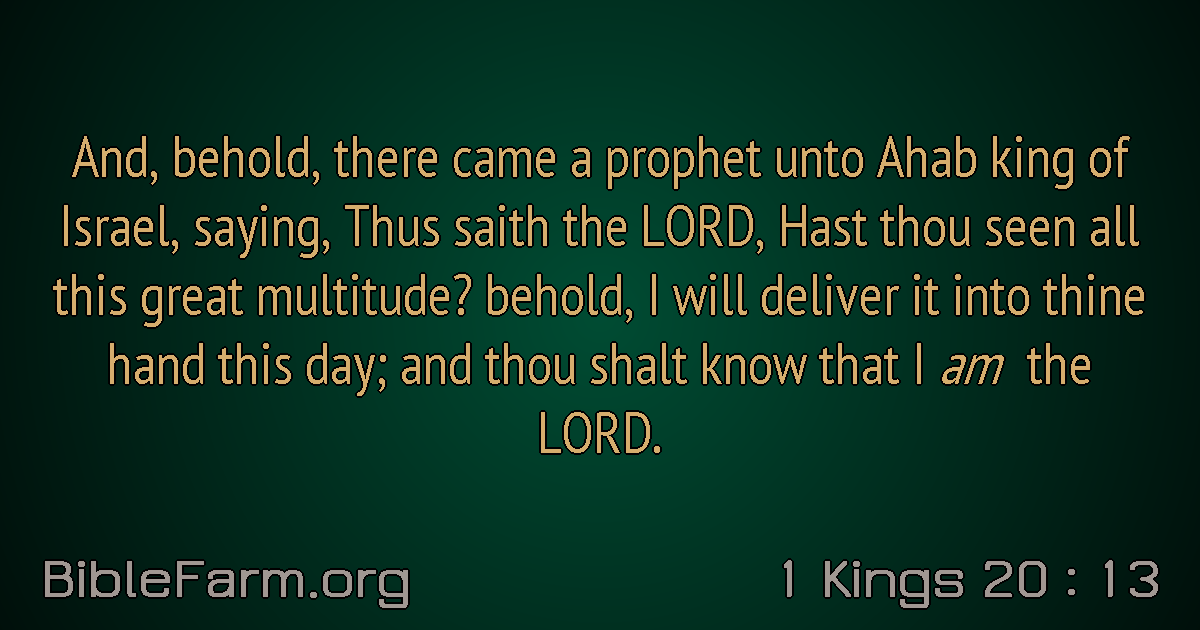 And, behold, there came a prophet unto Ahab king of
Israel, saying, Thus saith the LORD, Hast thou seen all
this great multitude? behold, I will deliver it into thine
hand this day; and thou shalt know that I am the
LORD.
BibleFarm.org
1 Kings 20 : 13